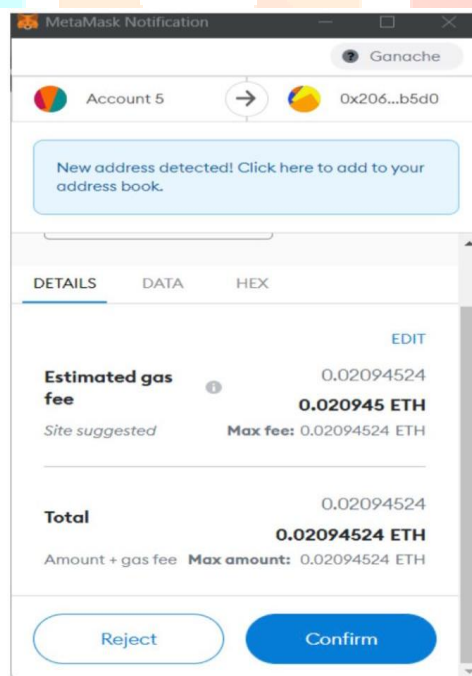 MetaMask Notification
Ganache
Account 5
0x206...b5d0
New address detected! Click here to add to your
address book.
DETAILS DATA HEX
EDIT
Estimated gas fee
0.02094524
0.020945 ETH
Site suggested Max fee: 0.02094524 ETH
Total
0.02094524
0.02094524 ETH
Amount + gas fee Max amount: 0.02094524 ETH
Reject Confirm